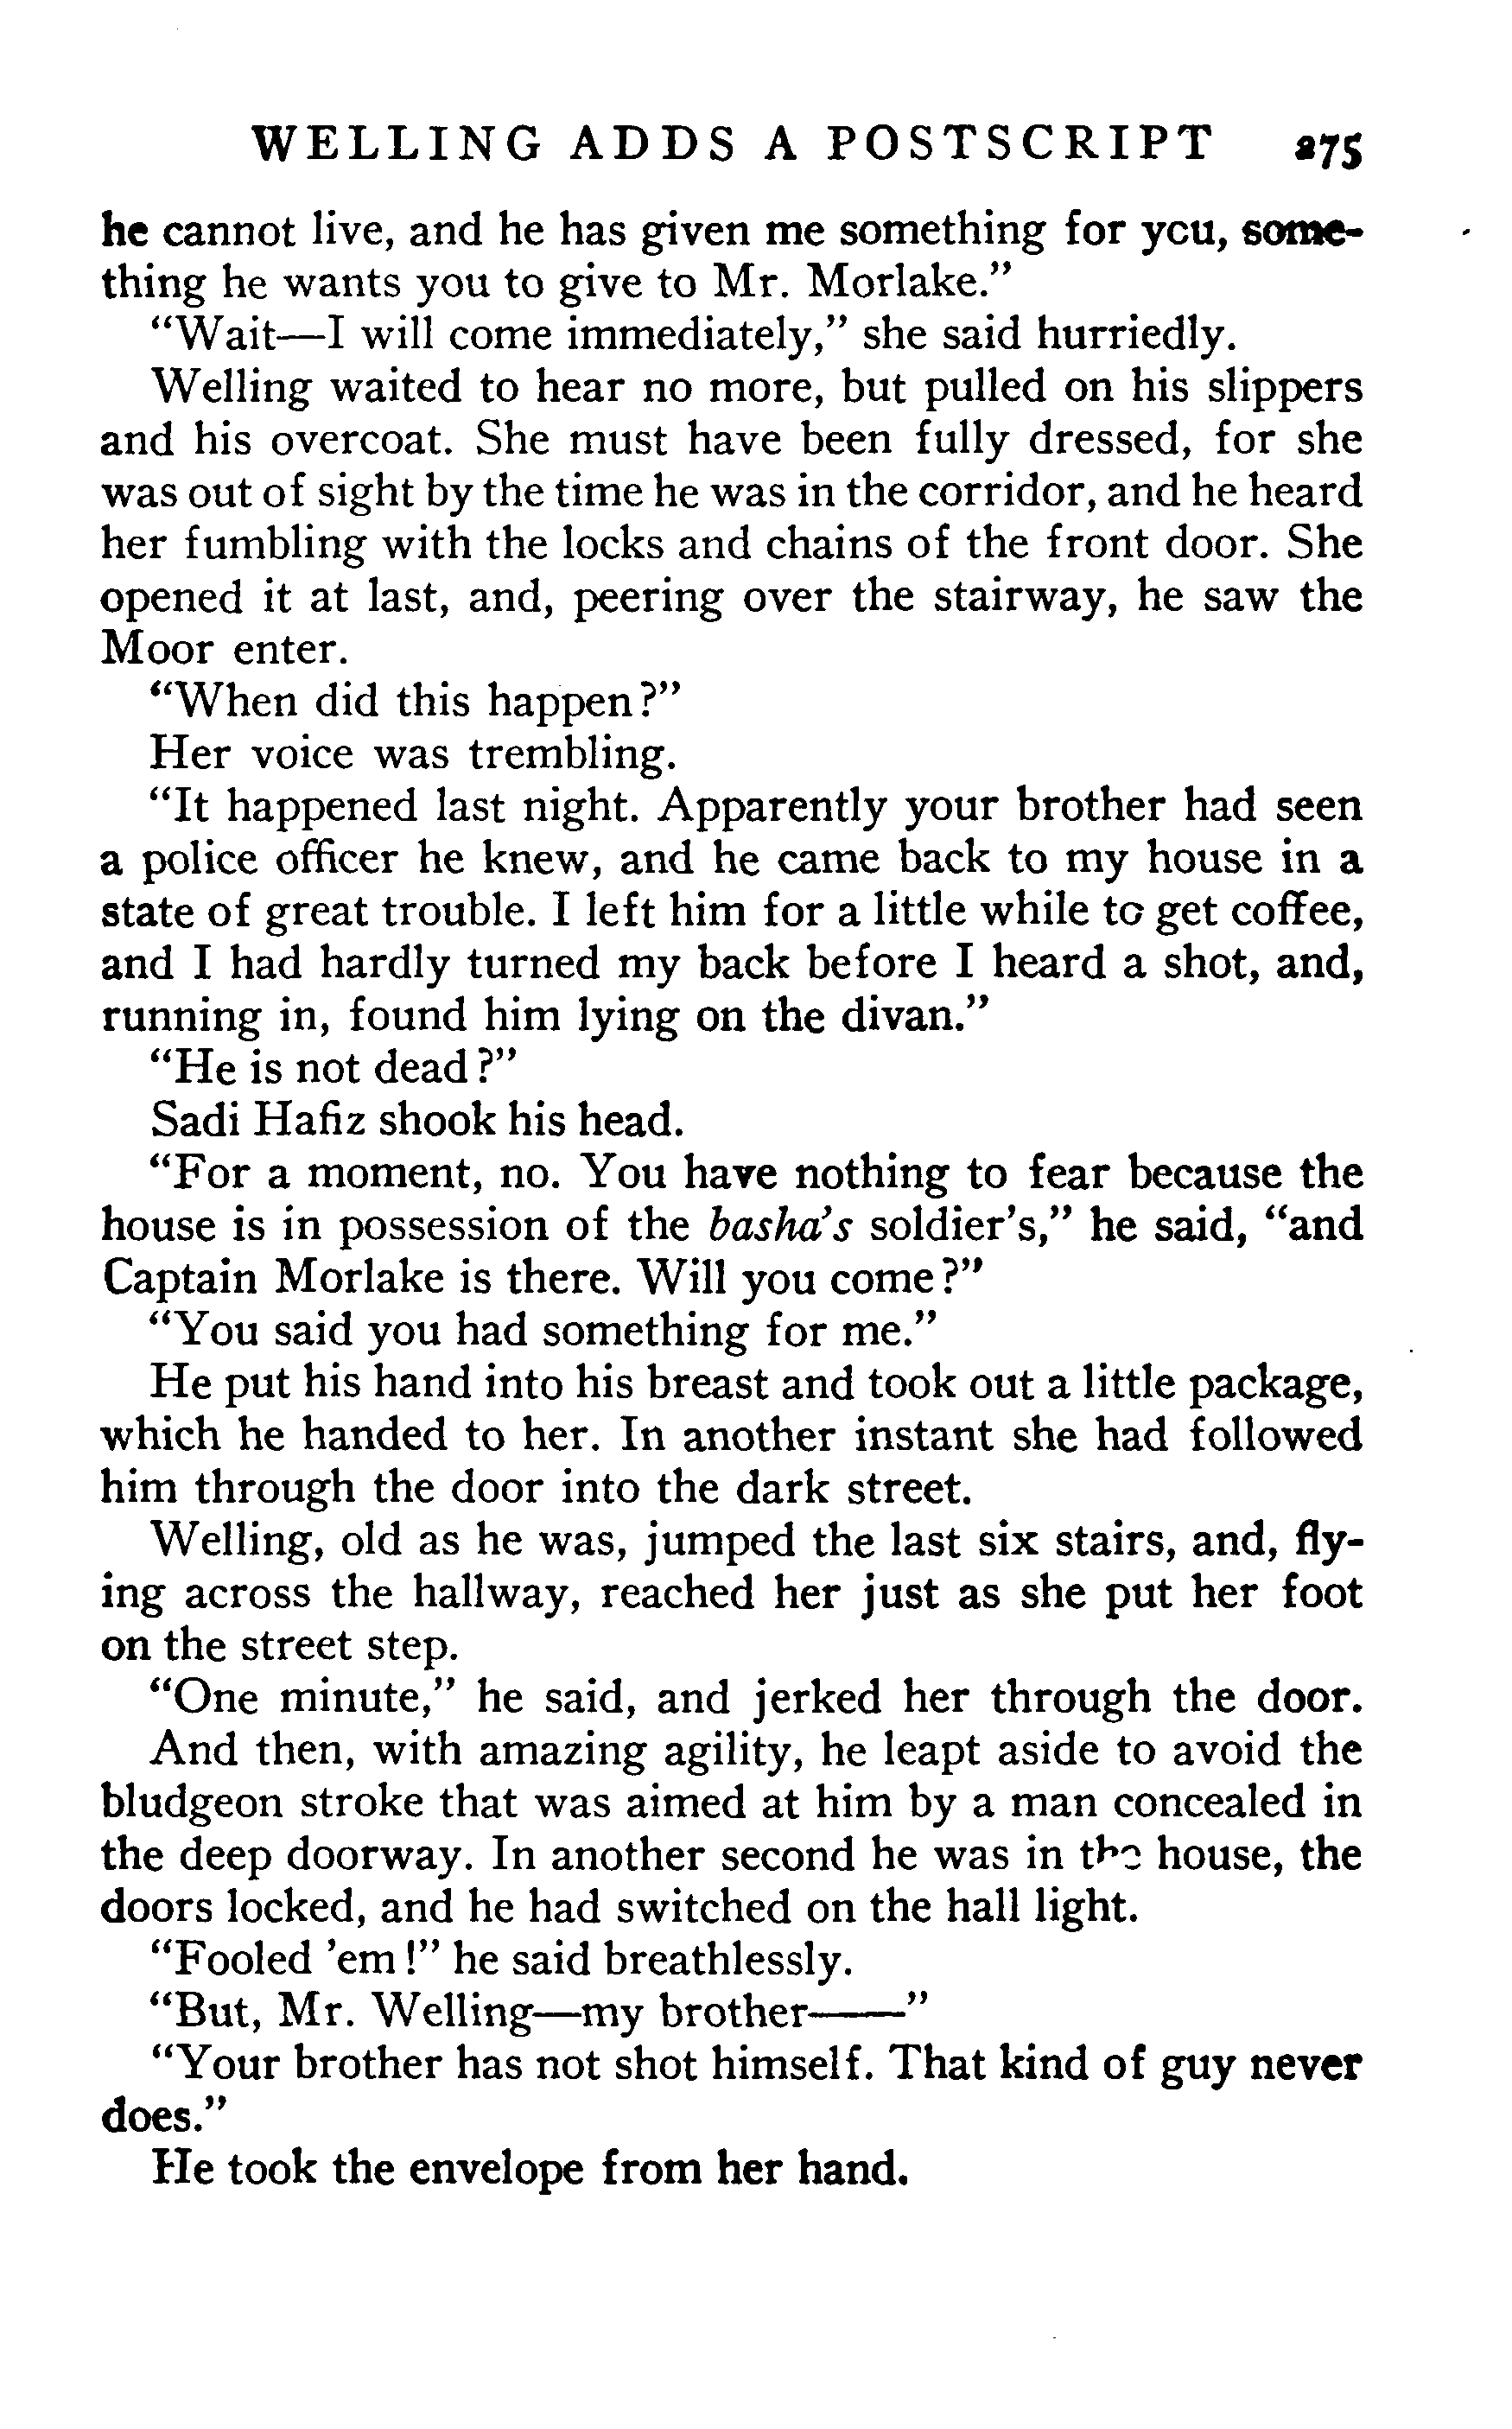 WELLING ADDS A POSTSCRIPT 275
he cannot live, and he has given me something for you, some-
thing he wants you to give to Mr. Morlake."
"Wait—I will come immediately," she said hurriedly.
Welling waited to hear no more, but pulled on his slippers
and his overcoat. She must have been fully dressed, for she
was out of sight by the time he was in the corridor, and he heard
her fumbling with the locks and chains of the front door. She
opened it at last, and, peering over the stairway, he saw the
Moor enter.
"When did this happen?"
Her voice was trembling.
"It happened last night. Apparently your brother had seen
a police officer he knew, and he came back to my house in a
state of great trouble. I left him for a little while to get coffee,
and I had hardly turned my back before I heard a shot, and,
running in, found him lying on the divan."
"He is not dead?"
Sadi Hafiz shook his head.
"For a moment, no. You have nothing to fear because the
house is in possession of the basha's soldier's," he said, "and
Captain Morlake is there. Will you come?"
"You said you had something for me."
He put his hand into his breast and took out a little package,
which he handed to her. In another instant she had followed
him through the door into the dark street.
Welling, old as he was, jumped the last six stairs, and, fly-
ing across the hallway, reached her just as she put her foot
on the street step.
"One minute," he said, and jerked her through the door.
And then, with amazing agility, he leapt aside to avoid the
bludgeon stroke that was aimed at him by a man concealed in
the deep doorway. In another second he was in the house, the
doors locked, and he had switched on the hall light.
"Fooled 'em!" he said breathlessly.
"But, Mr. Welling—my brother——"
"Your brother has not shot himself. That kind of guy never
does."
He took the envelope from her hand.